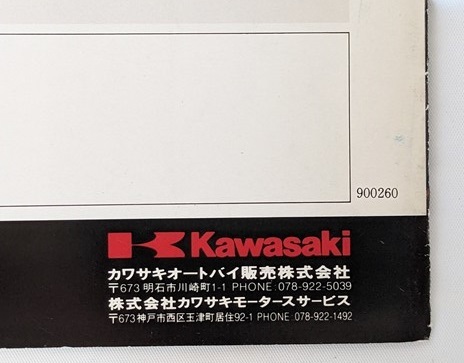 900260
Kawasaki
カワサキオートバイ販売株式会社
〒673 明石市川崎町1-1 PHONE:078-922-5039
株式会社カワサキモータースサービス
〒673神戸市西区玉津町居住92-1 PHONE:078-922-1492